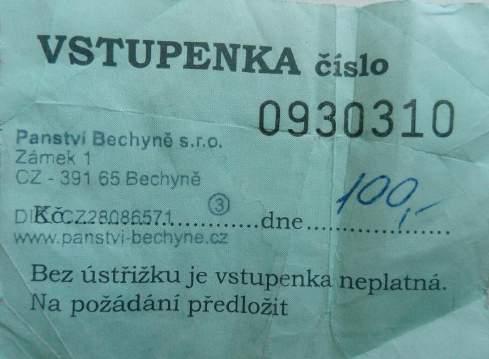 VSTUPENKA číslo
0930310
Panství Bechyně s.r.o.
Zámek 1
CZ - 391 65 Bechyně
100,-
DIČ CZ28086571 ③
Kč..............................dne........................
www.panstvi-bechyne.cz
Bez ústřižku je vstupenka neplatná.
Na požádání předložit